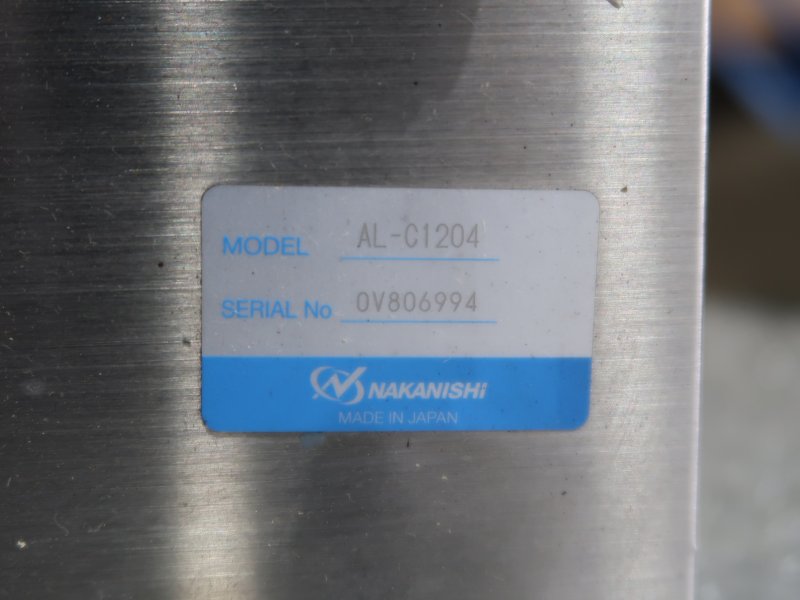 MODEL AL-C1204
SERIAL No 0V806994
NAKANISHI
MADE IN JAPAN